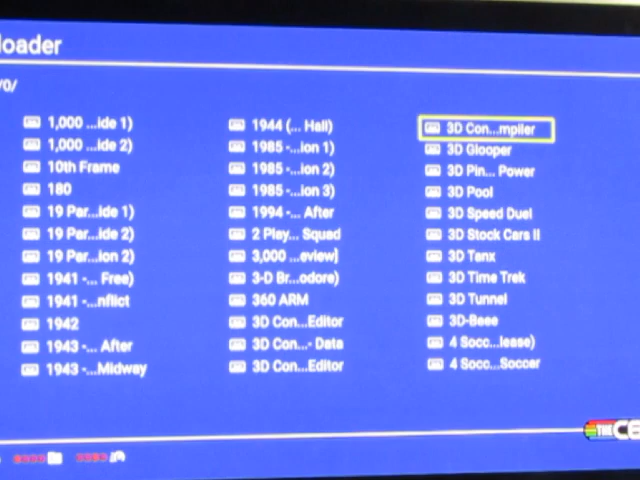 loader
/0/
1,000 ...ide 1)
1,000 ...ide 2)
10th Frame
180
19 Par...ide 1)
19 Par...ide 2)
19 Par...ion 2)
1941 -... Free)
1941 -...nflict
1942
1943 -... After
1943 -...Midway
1944 (... Hali)
1985 -...ion 1)
1985 -...ion 2)
1985 -...ion 3)
1994 -... After
2 Play... Squad
3,000 ...eview]
3-D Br...odore)
360 ARM
3D Con...Editor
3D Con...- Data
3D Con...Editor
3D Con...mpiler
3D Glooper
3D Pin... Power
3D Pool
3D Speed Duel
3D Stock Cars II
3D Tanx
3D Time Trek
3D Tunnel
3D-Beee
4 Socc...lease)
4 Socc...Soccer
THEC6